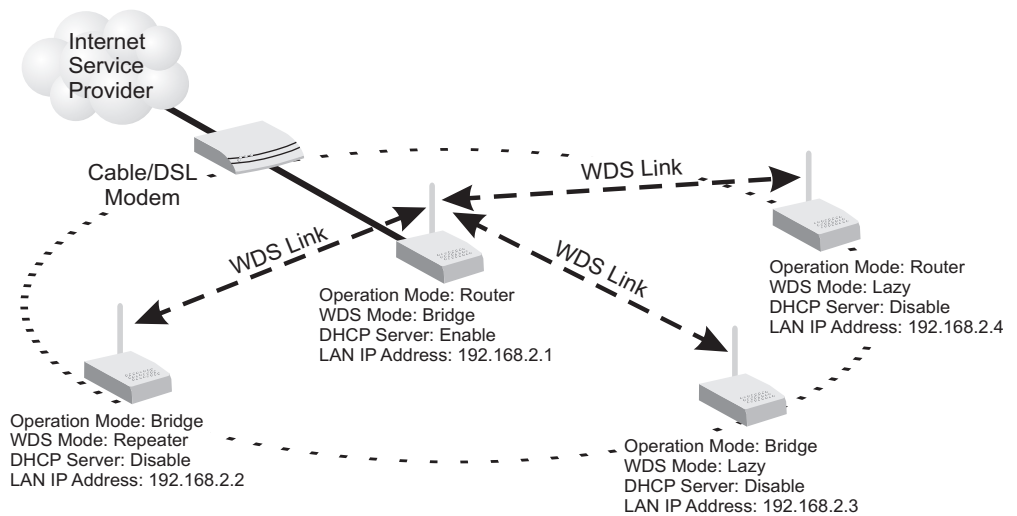 Internet
Service
Provider
Cable/DSL
Modem
WDS Link
WDS Link
WDS Link
Operation Mode: Router
WDS Mode: Bridge
DHCP Server: Enable
LAN IP Address: 192.168.2.1
Operation Mode: Router
WDS Mode: Lazy
DHCP Server: Disable
LAN IP Address: 192.168.2.4
Operation Mode: Bridge
WDS Mode: Repeater
DHCP Server: Disable
LAN IP Address: 192.168.2.2
Operation Mode: Bridge
WDS Mode: Lazy
DHCP Server: Disable
LAN IP Address: 192.168.2.3